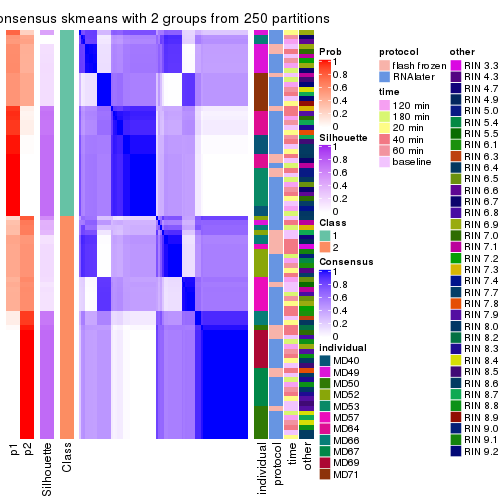 onsensus skmeans with 2 groups from 250 partitions
Prob
1
0.8
0.6
0.4
0.2
0
Silhouette
1
0.8
0.6
0.4
0.2
0
Class
1
2
Consensus
1
0.8
0.6
0.4
0.2
0
individual
MD40
MD49
MD50
MD52
MD53
MD57
MD64
MD66
MD67
MD69
MD71
protocol
flash frozen
RNAlater
time
120 min
180 min
20 min
40 min
60 min
baseline
other
RIN 3.3
RIN 4.3
RIN 4.7
RIN 4.9
RIN 5.0
RIN 5.4
RIN 5.5
RIN 6.1
RIN 6.3
RIN 6.4
RIN 6.5
RIN 6.6
RIN 6.7
RIN 6.8
RIN 6.9
RIN 7.0
RIN 7.1
RIN 7.2
RIN 7.3
RIN 7.4
RIN 7.7
RIN 7.8
RIN 7.9
RIN 8.0
RIN 8.2
RIN 8.3
RIN 8.4
RIN 8.5
RIN 8.6
RIN 8.7
RIN 8.8
RIN 8.9
RIN 9.0
RIN 9.1
RIN 9.2
p1
p2
Silhouette
Class
individual
protocol
time
other